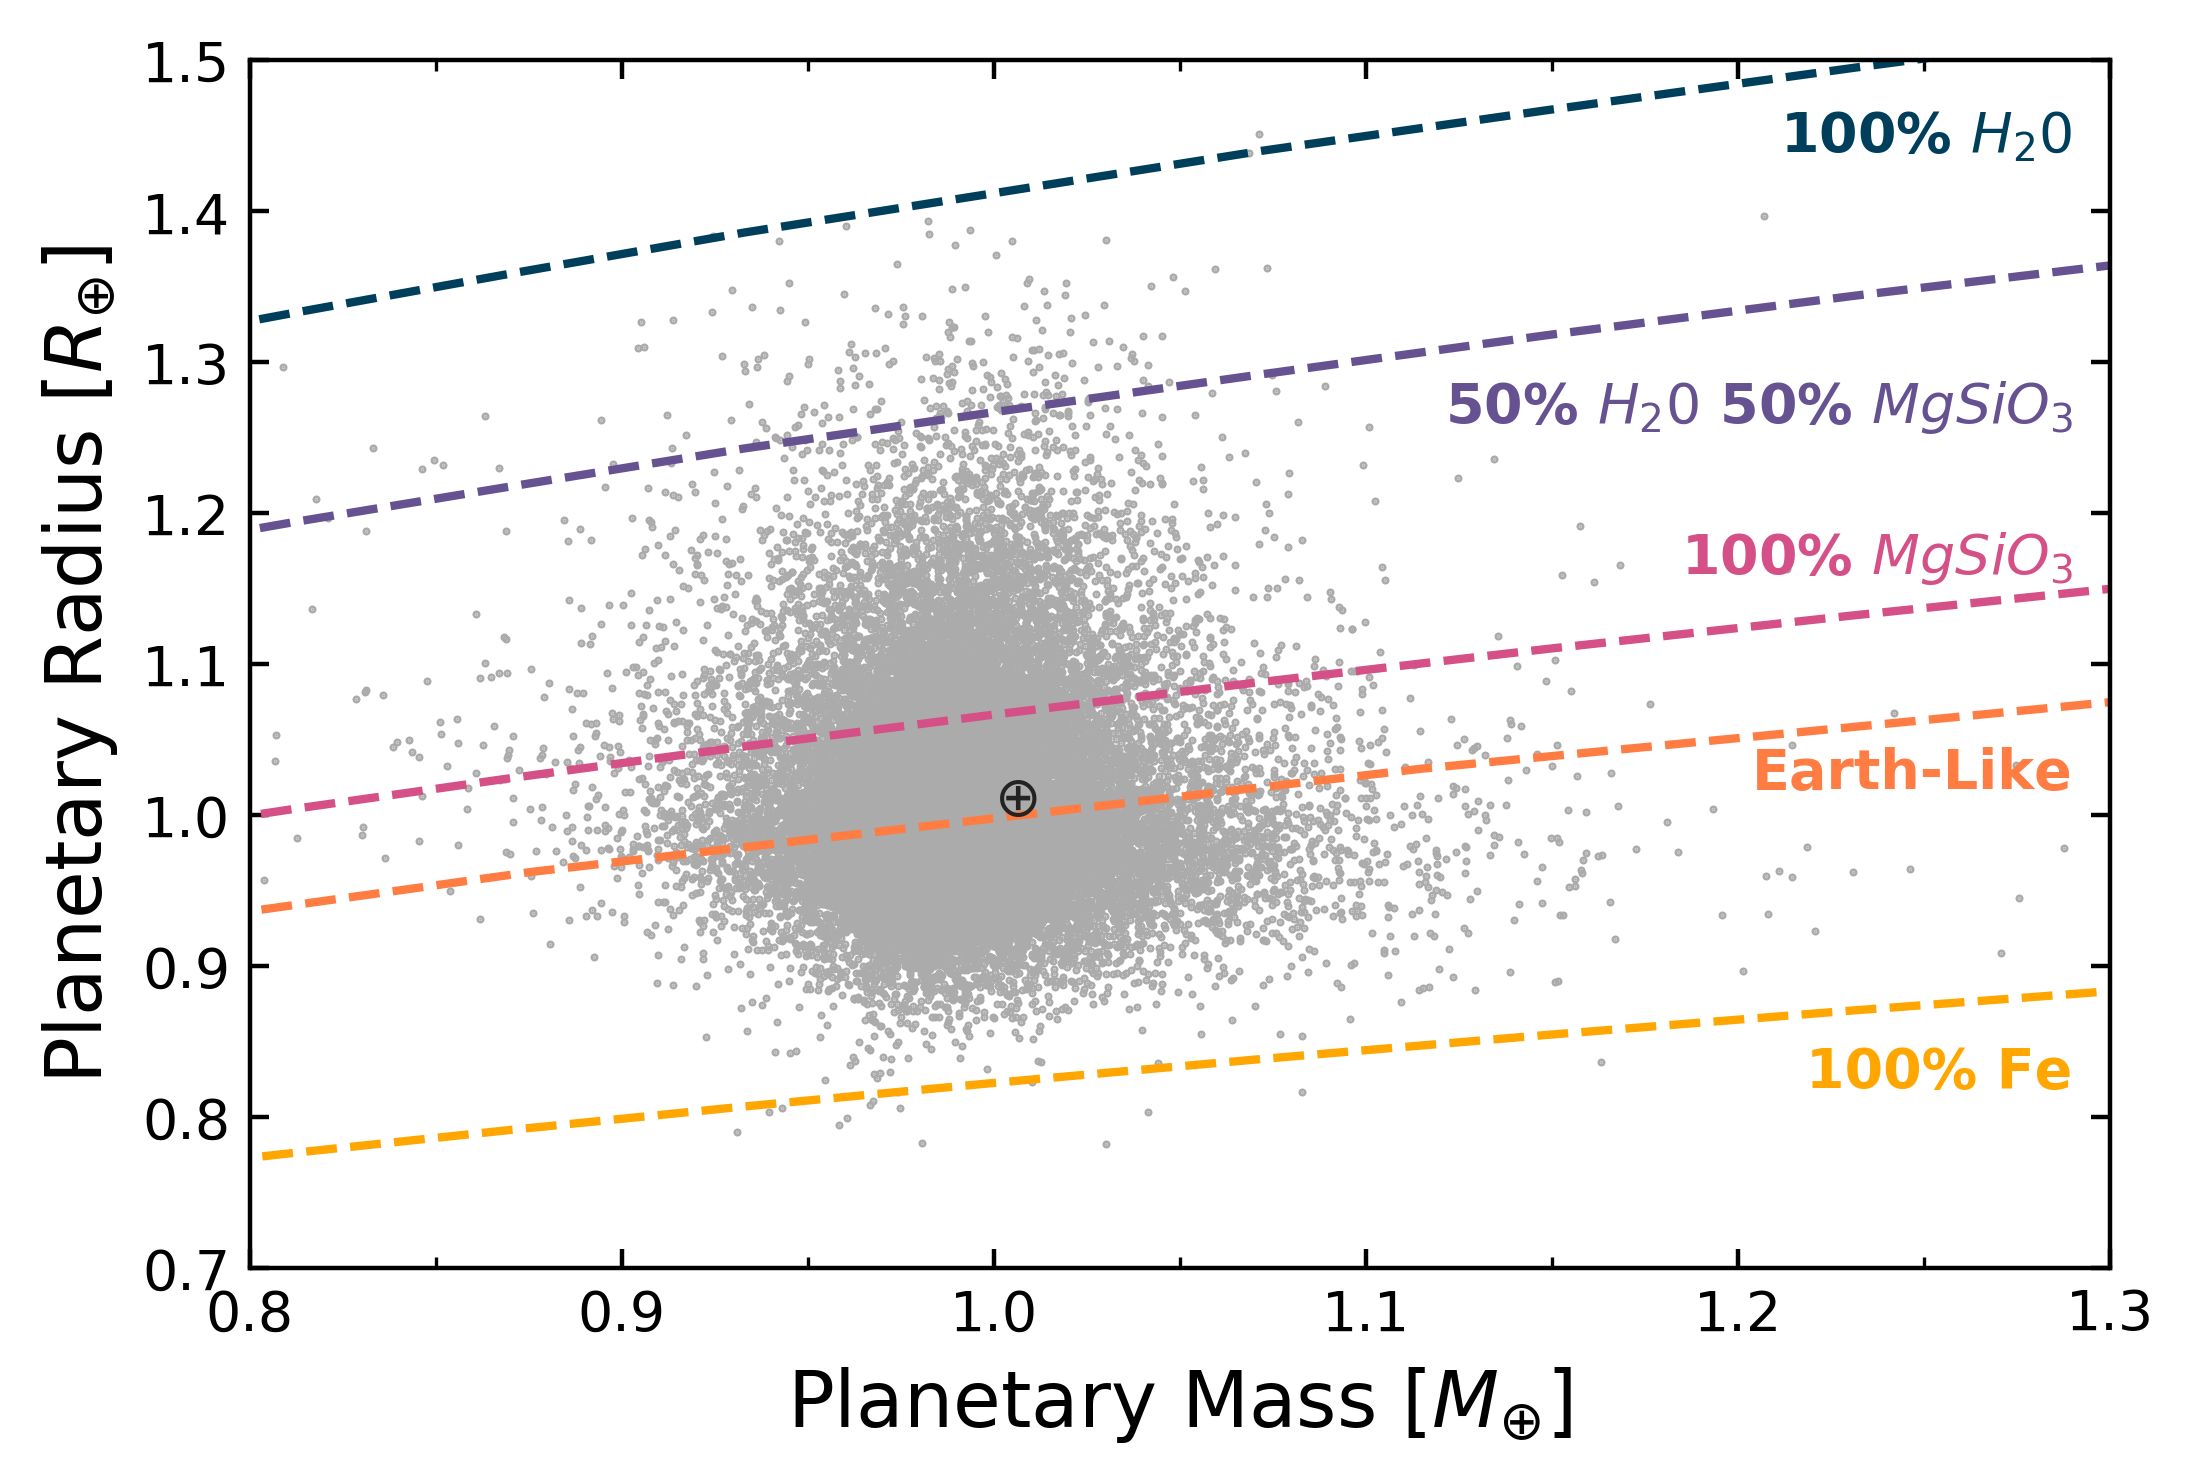 Planetary Radius [R⊕]
1.5
1.4
1.3
1.2
1.1
1.0
0.9
0.8
0.7
100% H₂0
50% H₂0 50% MgSiO₃
100% MgSiO₃
Earth-Like
⊕
100% Fe
0.8 0.9 1.0 1.1 1.2 1.3
Planetary Mass [M⊕]